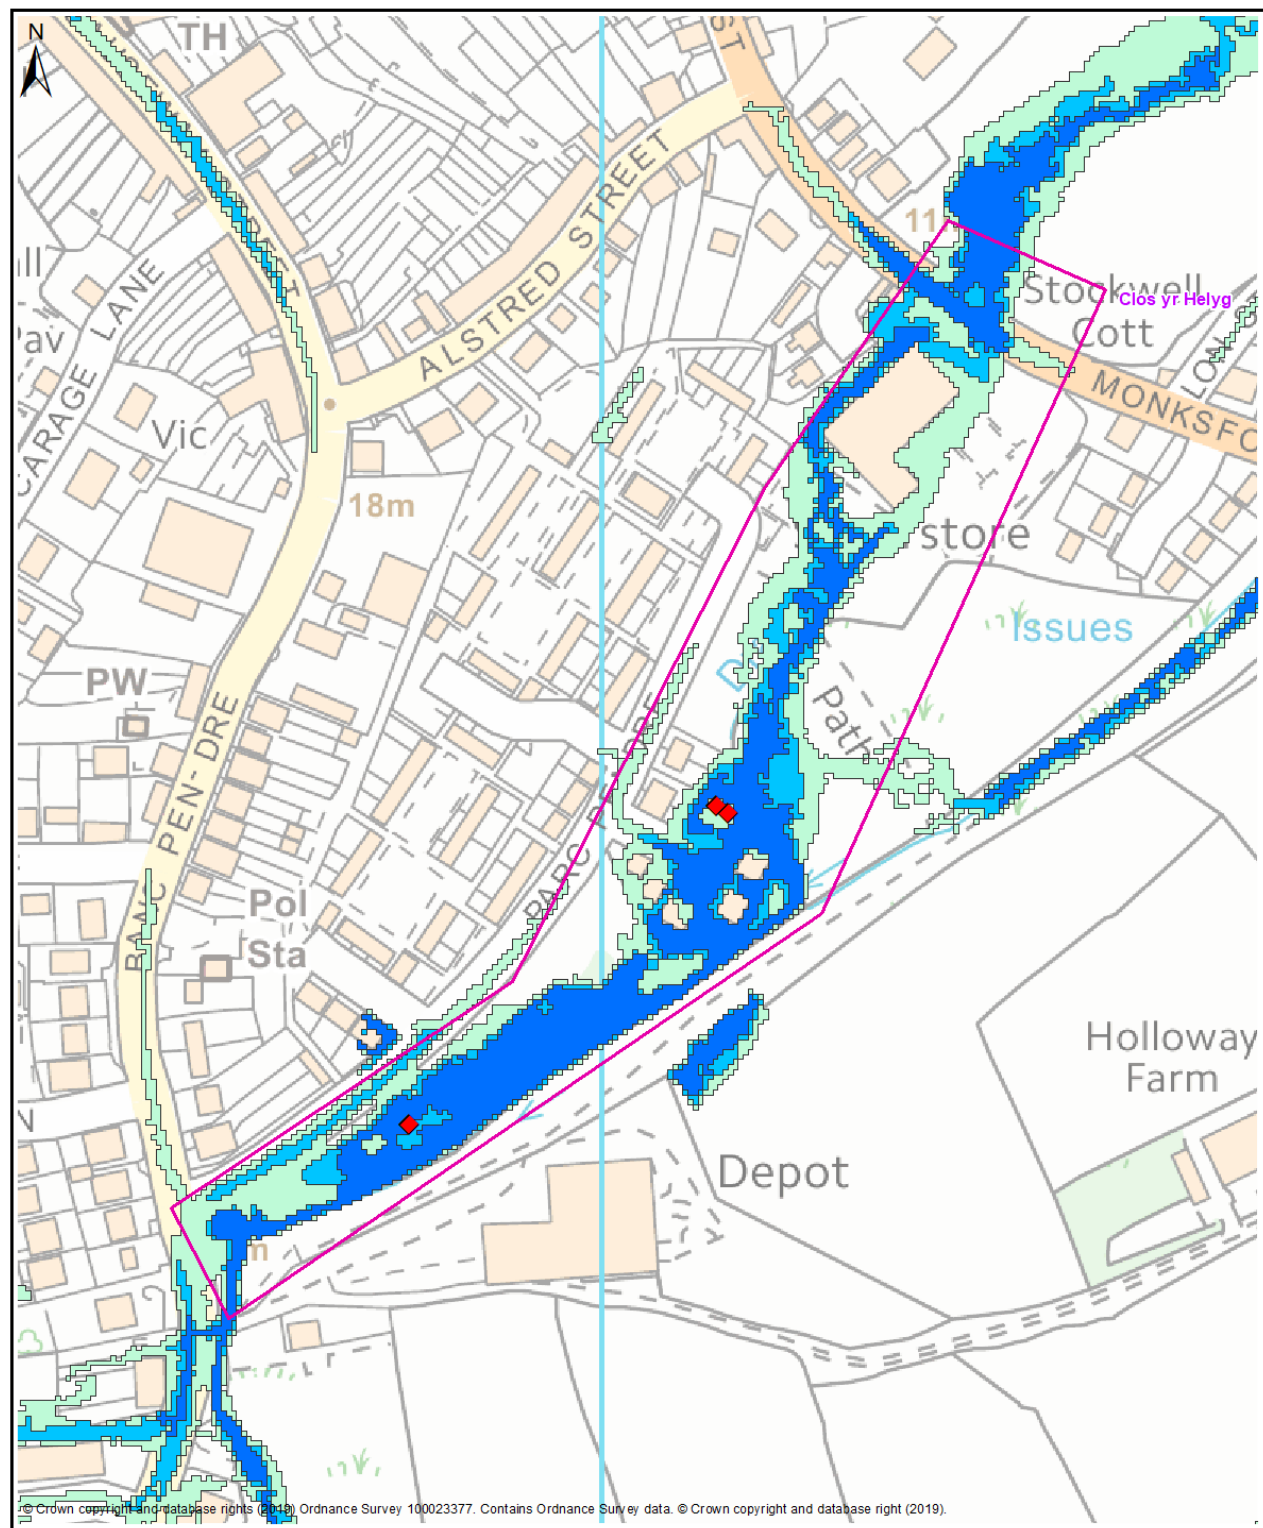 N
TH
ST
ALSTRED STREET
11m
Stockwell
Cott
Clos yr Helyg
MONKSFO
LON
CARAGE LANE
Vic
18m
store
Issues
PW
Path
BANC PEN-DRE
PARC
Pol
Sta
Holloway
Farm
Depot
m
N
© Crown copyright and database rights (2019) Ordnance Survey 100023377. Contains Ordnance Survey data. © Crown copyright and database right (2019).